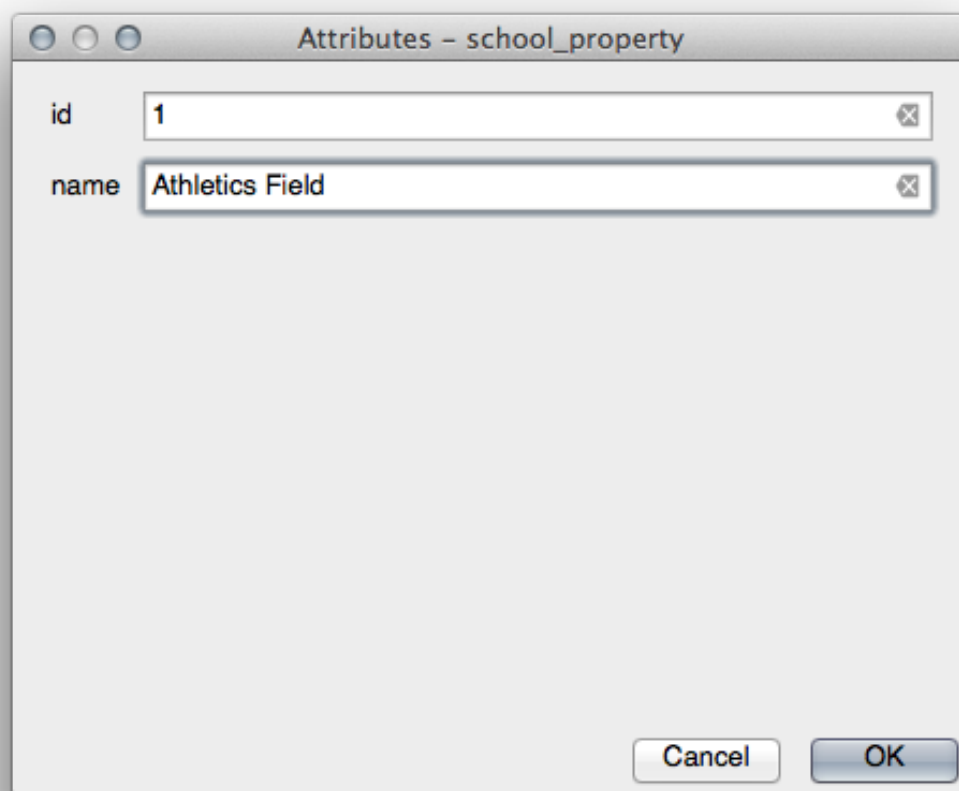 Attributes – school_property
id 1
name Athletics Field
Cancel OK